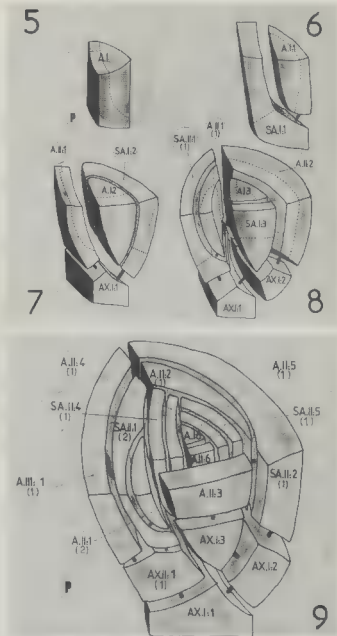 5
6
A.I.
A.I:1
P
SA.I:1
A.II:1
SA.I:2
A.I:2
SA.II:1
(1)
A.II:1
(1)
A.II:2
A.I:3
SA.I:3
AX.I:1
AX.I:2
AX.I:1
7
8
A.II:4
(1)
A.II:2
(1)
A.II:5
(1)
SA.II:4
(1)
SA.II:1
(2)
SA.II:5
(1)
A.II:6
A.III:1
(1)
SA.II:2
(1)
A.II:3
A.II:1
(2)
AX.I:3
P
AX.II:1
(1)
AX.I:2
AX.I:1
9